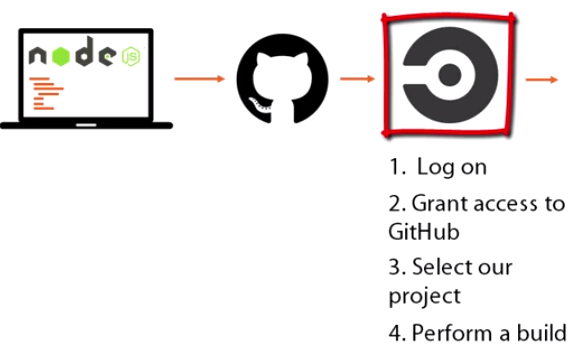 node JS
1. Log on
2. Grant access to
GitHub
3. Select our
project
4. Perform a build